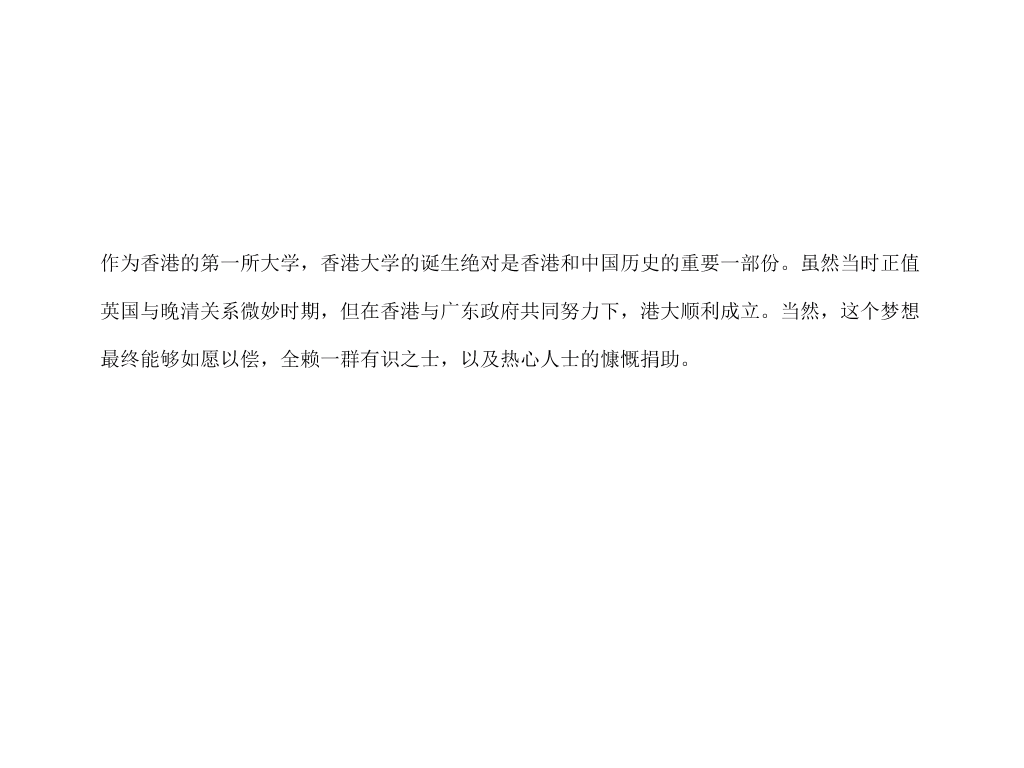 作为香港的第一所大学，香港大学的诞生绝对是香港和中国历史的重要一部份。虽然当时正值
英国与晚清关系微妙时期，但在香港与广东政府共同努力下，港大顺利成立。当然，这个梦想
最终能够如愿以偿，全赖一群有识之士，以及热心人士的慷慨捐助。